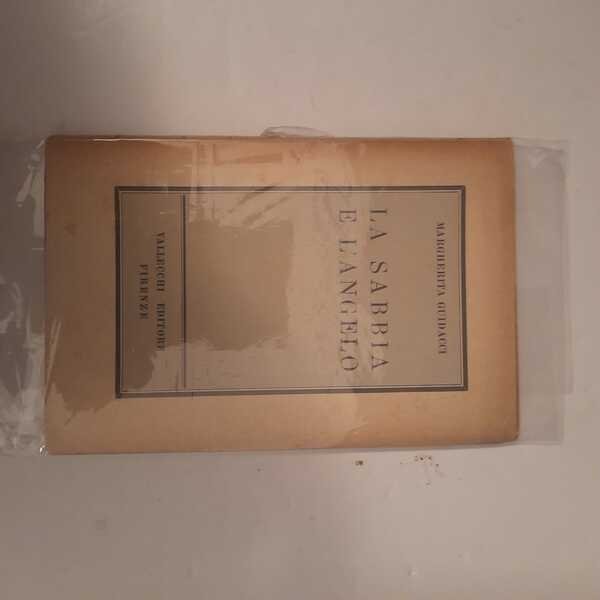 MARGHERITA GUIDACCI
LA SABBIA
E L'ANGELO
VALLECCHI EDITORE
FIRENZE